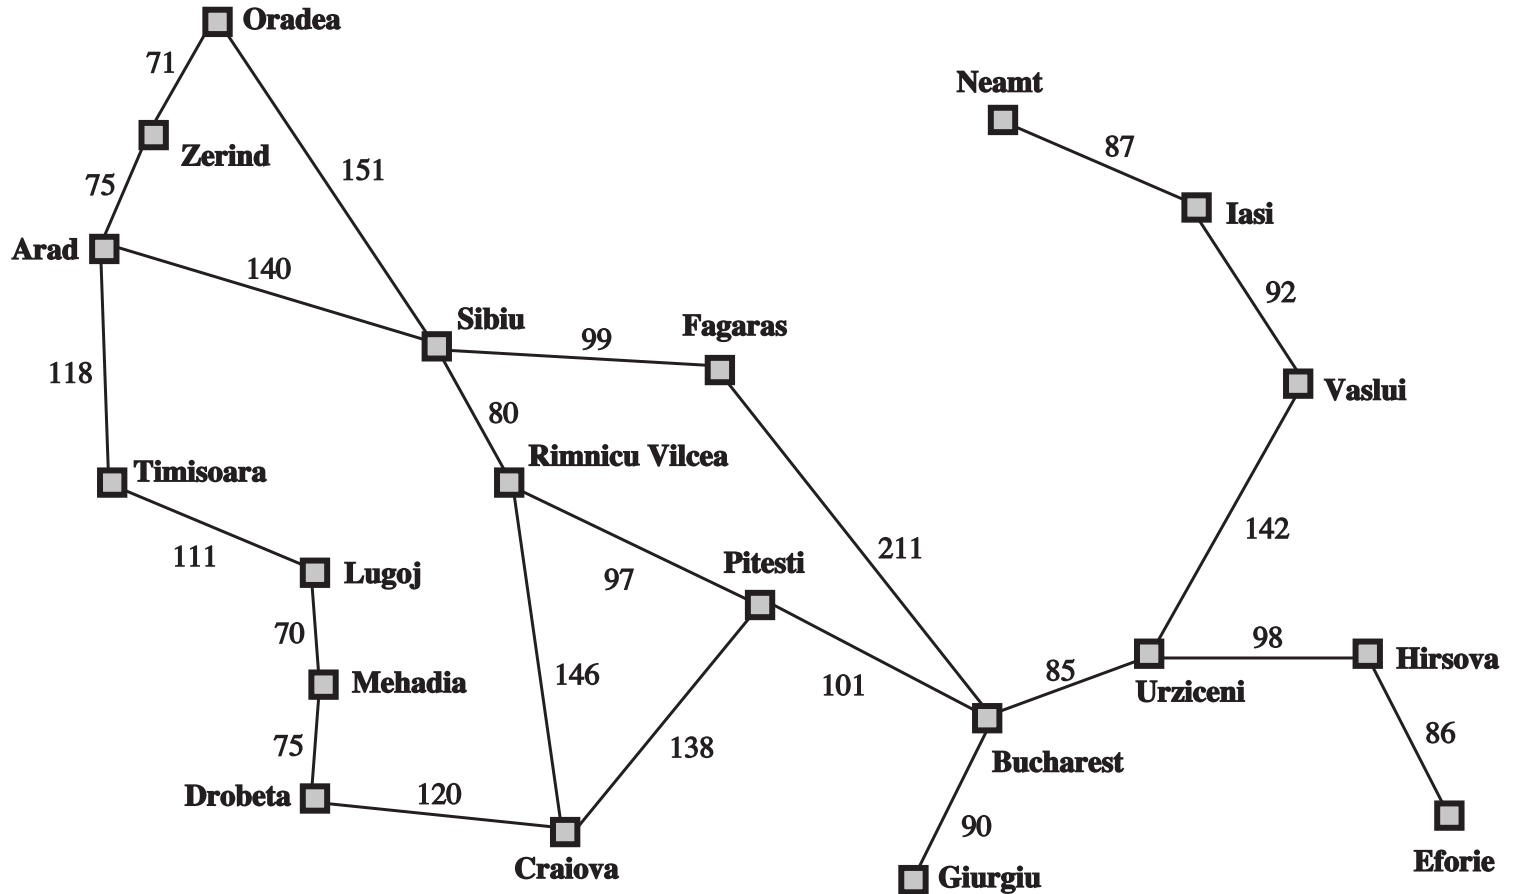 Oradea
71
Neamt
87
Zerind
151
75
Iasi
Arad
140
92
Sibiu
Fagaras
99
118
Vaslui
80
Rimnicu Vilcea
Timisoara
142
211
111
Pitesti
Lugoj
97
70
98
Hirsova
85
146
Mehadia
101
Urziceni
86
75
138
Bucharest
Drobeta
120
90
Eforie
Craiova
Giurgiu